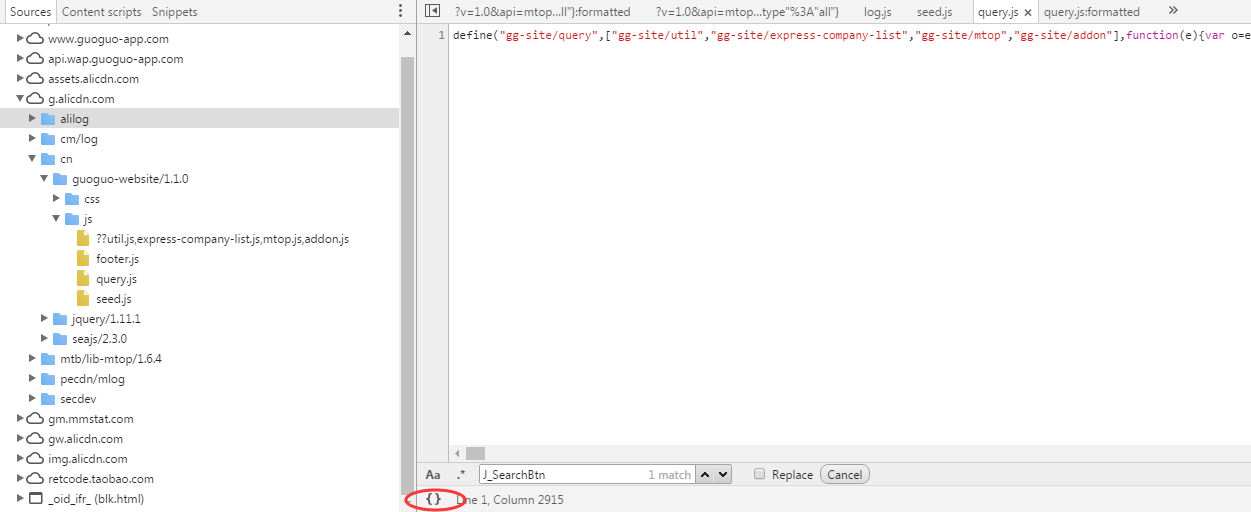 Sources Content scripts Snippets
www.guoguo-app.com
api.wap.guoguo-app.com
assets.alicdn.com
g.alicdn.com
alilog
cm/log
cn
guoguo-website/1.1.0
css
js
??util.js,express-company-list.js,mtop.js,addon.js
footer.js
query.js
seed.js
jquery/1.11.1
seajs/2.3.0
mtb/lib-mtop/1.6.4
pecdn/mlog
secdev
gm.mmstat.com
gw.alicdn.com
img.alicdn.com
retcode.taobao.com
_oid_ifr_ (blk.html)
?v=1.0&api=mtop...ll"}:formatted ?v=1.0&api=mtop...type"%3A"all"} log.js seed.js query.js × query.js:formatted »
1 define("gg-site/query",["gg-site/util","gg-site/express-company-list","gg-site/mtop","gg-site/addon"],function(e){var o=e
Aa .* J_SearchBtn 1 match Replace Cancel
{} Line 1, Column 2915